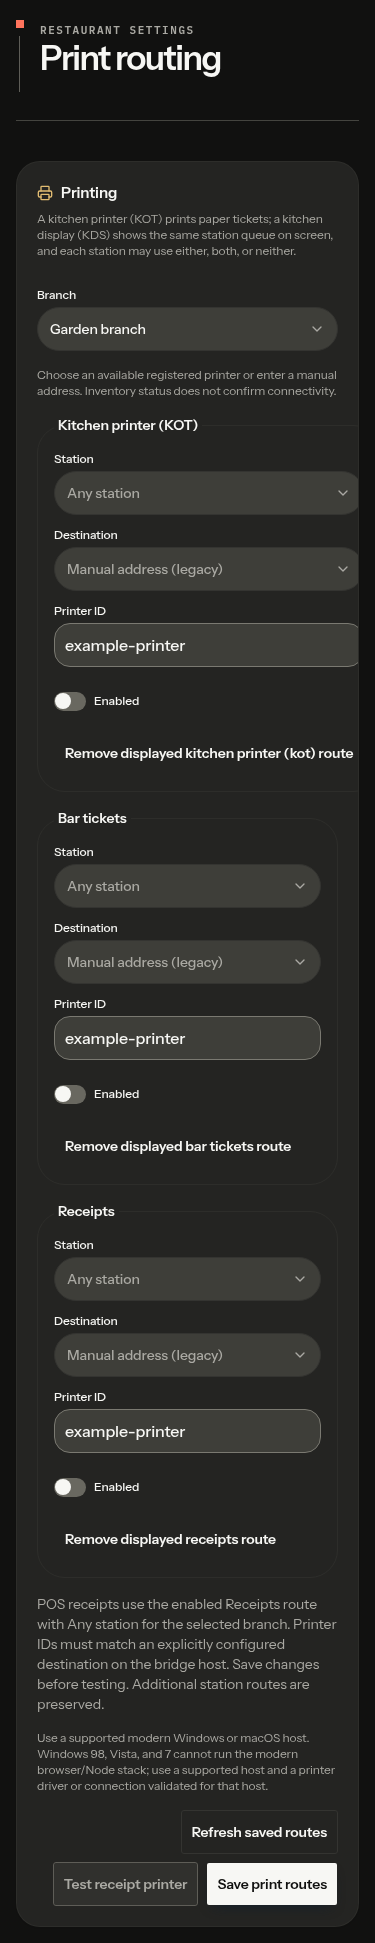 RESTAURANT SETTINGS
Print routing
Printing
A kitchen printer (KOT) prints paper tickets; a kitchen
display (KDS) shows the same station queue on screen,
and each station may use either, both, or neither.
Branch
Garden branch
Choose an available registered printer or enter a manual
address. Inventory status does not confirm connectivity.
Kitchen printer (KOT)
Station
Any station
Destination
Manual address (legacy)
Printer ID
example-printer
Enabled
Remove displayed kitchen printer (kot) route
Bar tickets
Station
Any station
Destination
Manual address (legacy)
Printer ID
example-printer
Enabled
Remove displayed bar tickets route
Receipts
Station
Any station
Destination
Manual address (legacy)
Printer ID
example-printer
Enabled
Remove displayed receipts route
POS receipts use the enabled Receipts route
with Any station for the selected branch. Printer
IDs must match an explicitly configured
destination on the bridge host. Save changes
before testing. Additional station routes are
preserved.
Use a supported modern Windows or macOS host.
Windows 98, Vista, and 7 cannot run the modern
browser/Node stack; use a supported host and a printer
driver or connection validated for that host.
Refresh saved routes
Test receipt printer
Save print routes